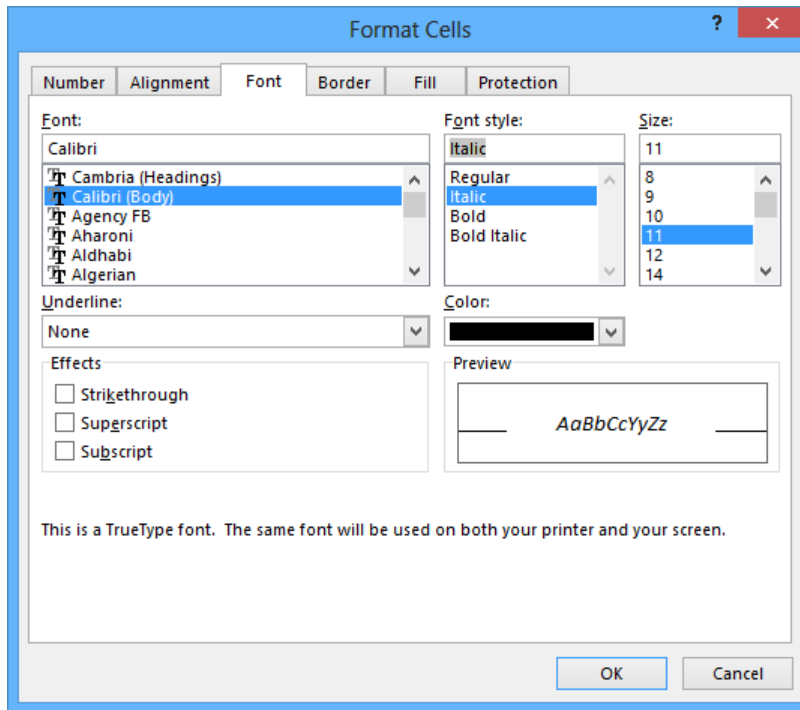 Format Cells
? ×
Number Alignment Font Border Fill Protection
Font: Font style: Size:
Calibri Italic 11
Cambria (Headings) Regular 8
Calibri (Body) Italic 9
Agency FB Bold 10
Aharoni Bold Italic 11
Aldhabi 12
Algerian 14
Underline: Color:
None
Effects Preview
Strikethrough
Superscript AaBbCcYyZz
Subscript
This is a TrueType font.  The same font will be used on both your printer and your screen.
OK Cancel